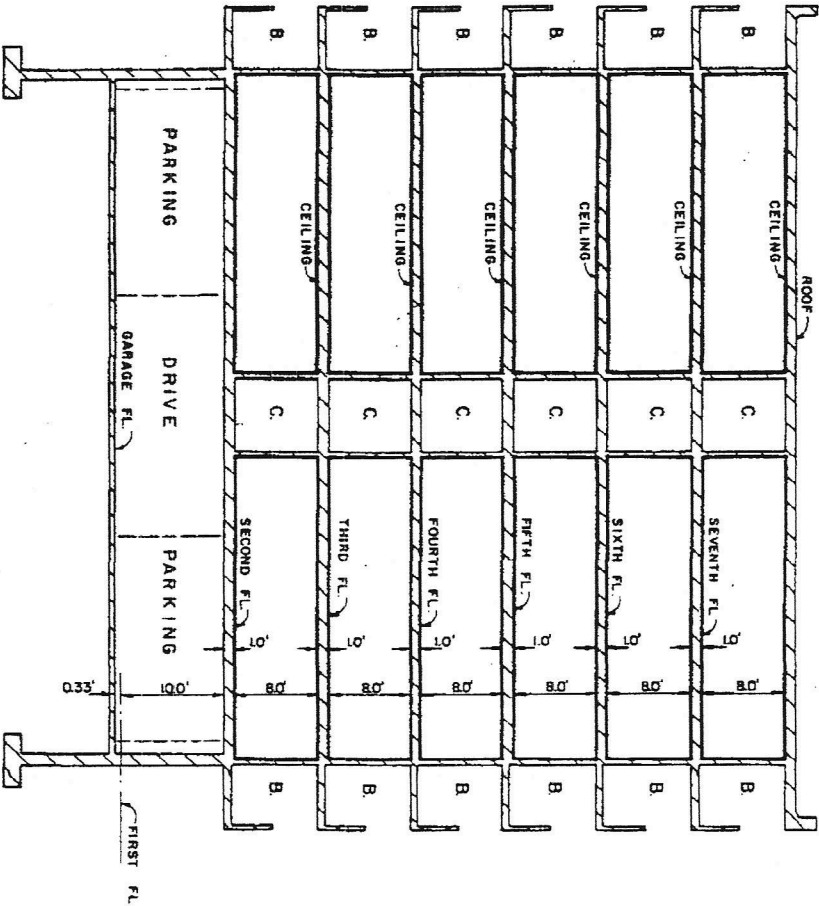 ROOF
B. CEILING C. 8.0' B.
SEVENTH FL. 1.0'
B. CEILING C. 8.0' B.
SIXTH FL. 1.0'
B. CEILING C. 8.0' B.
FIFTH FL. 1.0'
B. CEILING C. 8.0' B.
FOURTH FL. 1.0'
B. CEILING C. 8.0' B.
THIRD FL. 1.0'
B. CEILING C. 8.0' B.
SECOND FL. 1.0'
PARKING DRIVE PARKING 10.0'
GARAGE FL. FIRST FL.
0.33'